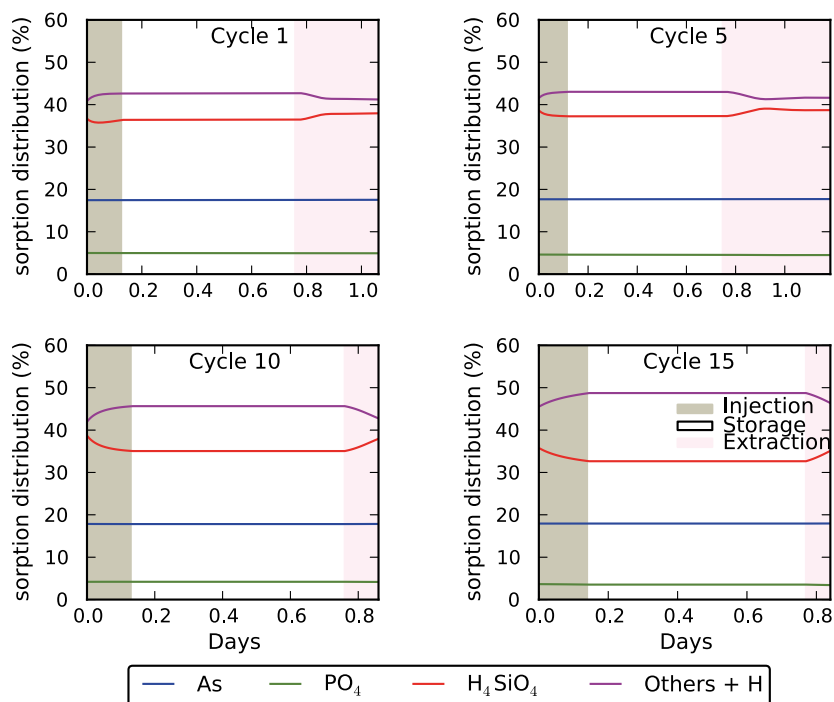 Cycle 1
sorption distribution (%)
60
50
40
30
20
10
0
0.0 0.2 0.4 0.6 0.8 1.0
Cycle 5
sorption distribution (%)
60
50
40
30
20
10
0
0.0 0.2 0.4 0.6 0.8 1.0
Cycle 10
sorption distribution (%)
60
50
40
30
20
10
0
0.0 0.2 0.4 0.6 0.8
Days
Cycle 15
sorption distribution (%)
60
50
40
30
20
10
0
Injection
Storage
Extraction
0.0 0.2 0.4 0.6 0.8
Days
As PO₄ H₄SiO₄ Others + H